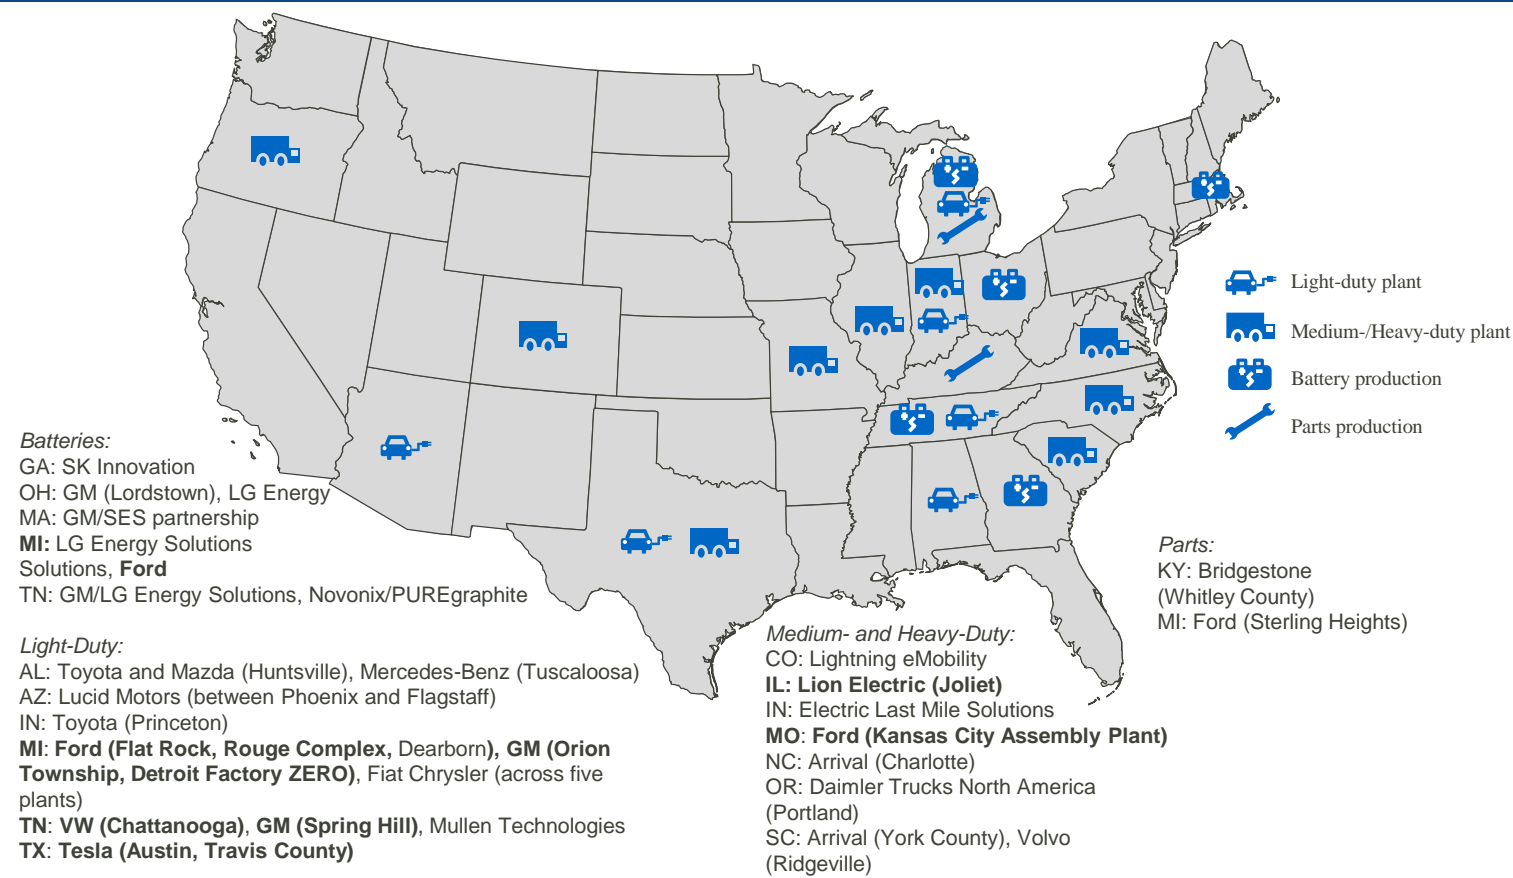 Light-duty plant
Medium-/Heavy-duty plant
Battery production
Parts production
Batteries:
GA: SK Innovation
OH: GM (Lordstown), LG Energy
MA: GM/SES partnership
MI: LG Energy Solutions
Solutions, Ford
TN: GM/LG Energy Solutions, Novonix/PUREgraphite
Light-Duty:
AL: Toyota and Mazda (Huntsville), Mercedes-Benz (Tuscaloosa)
AZ: Lucid Motors (between Phoenix and Flagstaff)
IN: Toyota (Princeton)
MI: Ford (Flat Rock, Rouge Complex, Dearborn), GM (Orion
Township, Detroit Factory ZERO), Fiat Chrysler (across five
plants)
TN: VW (Chattanooga), GM (Spring Hill), Mullen Technologies
TX: Tesla (Austin, Travis County)
Medium- and Heavy-Duty:
CO: Lightning eMobility
IL: Lion Electric (Joliet)
IN: Electric Last Mile Solutions
MO: Ford (Kansas City Assembly Plant)
NC: Arrival (Charlotte)
OR: Daimler Trucks North America
(Portland)
SC: Arrival (York County), Volvo
(Ridgeville)
Parts:
KY: Bridgestone
(Whitley County)
MI: Ford (Sterling Heights)